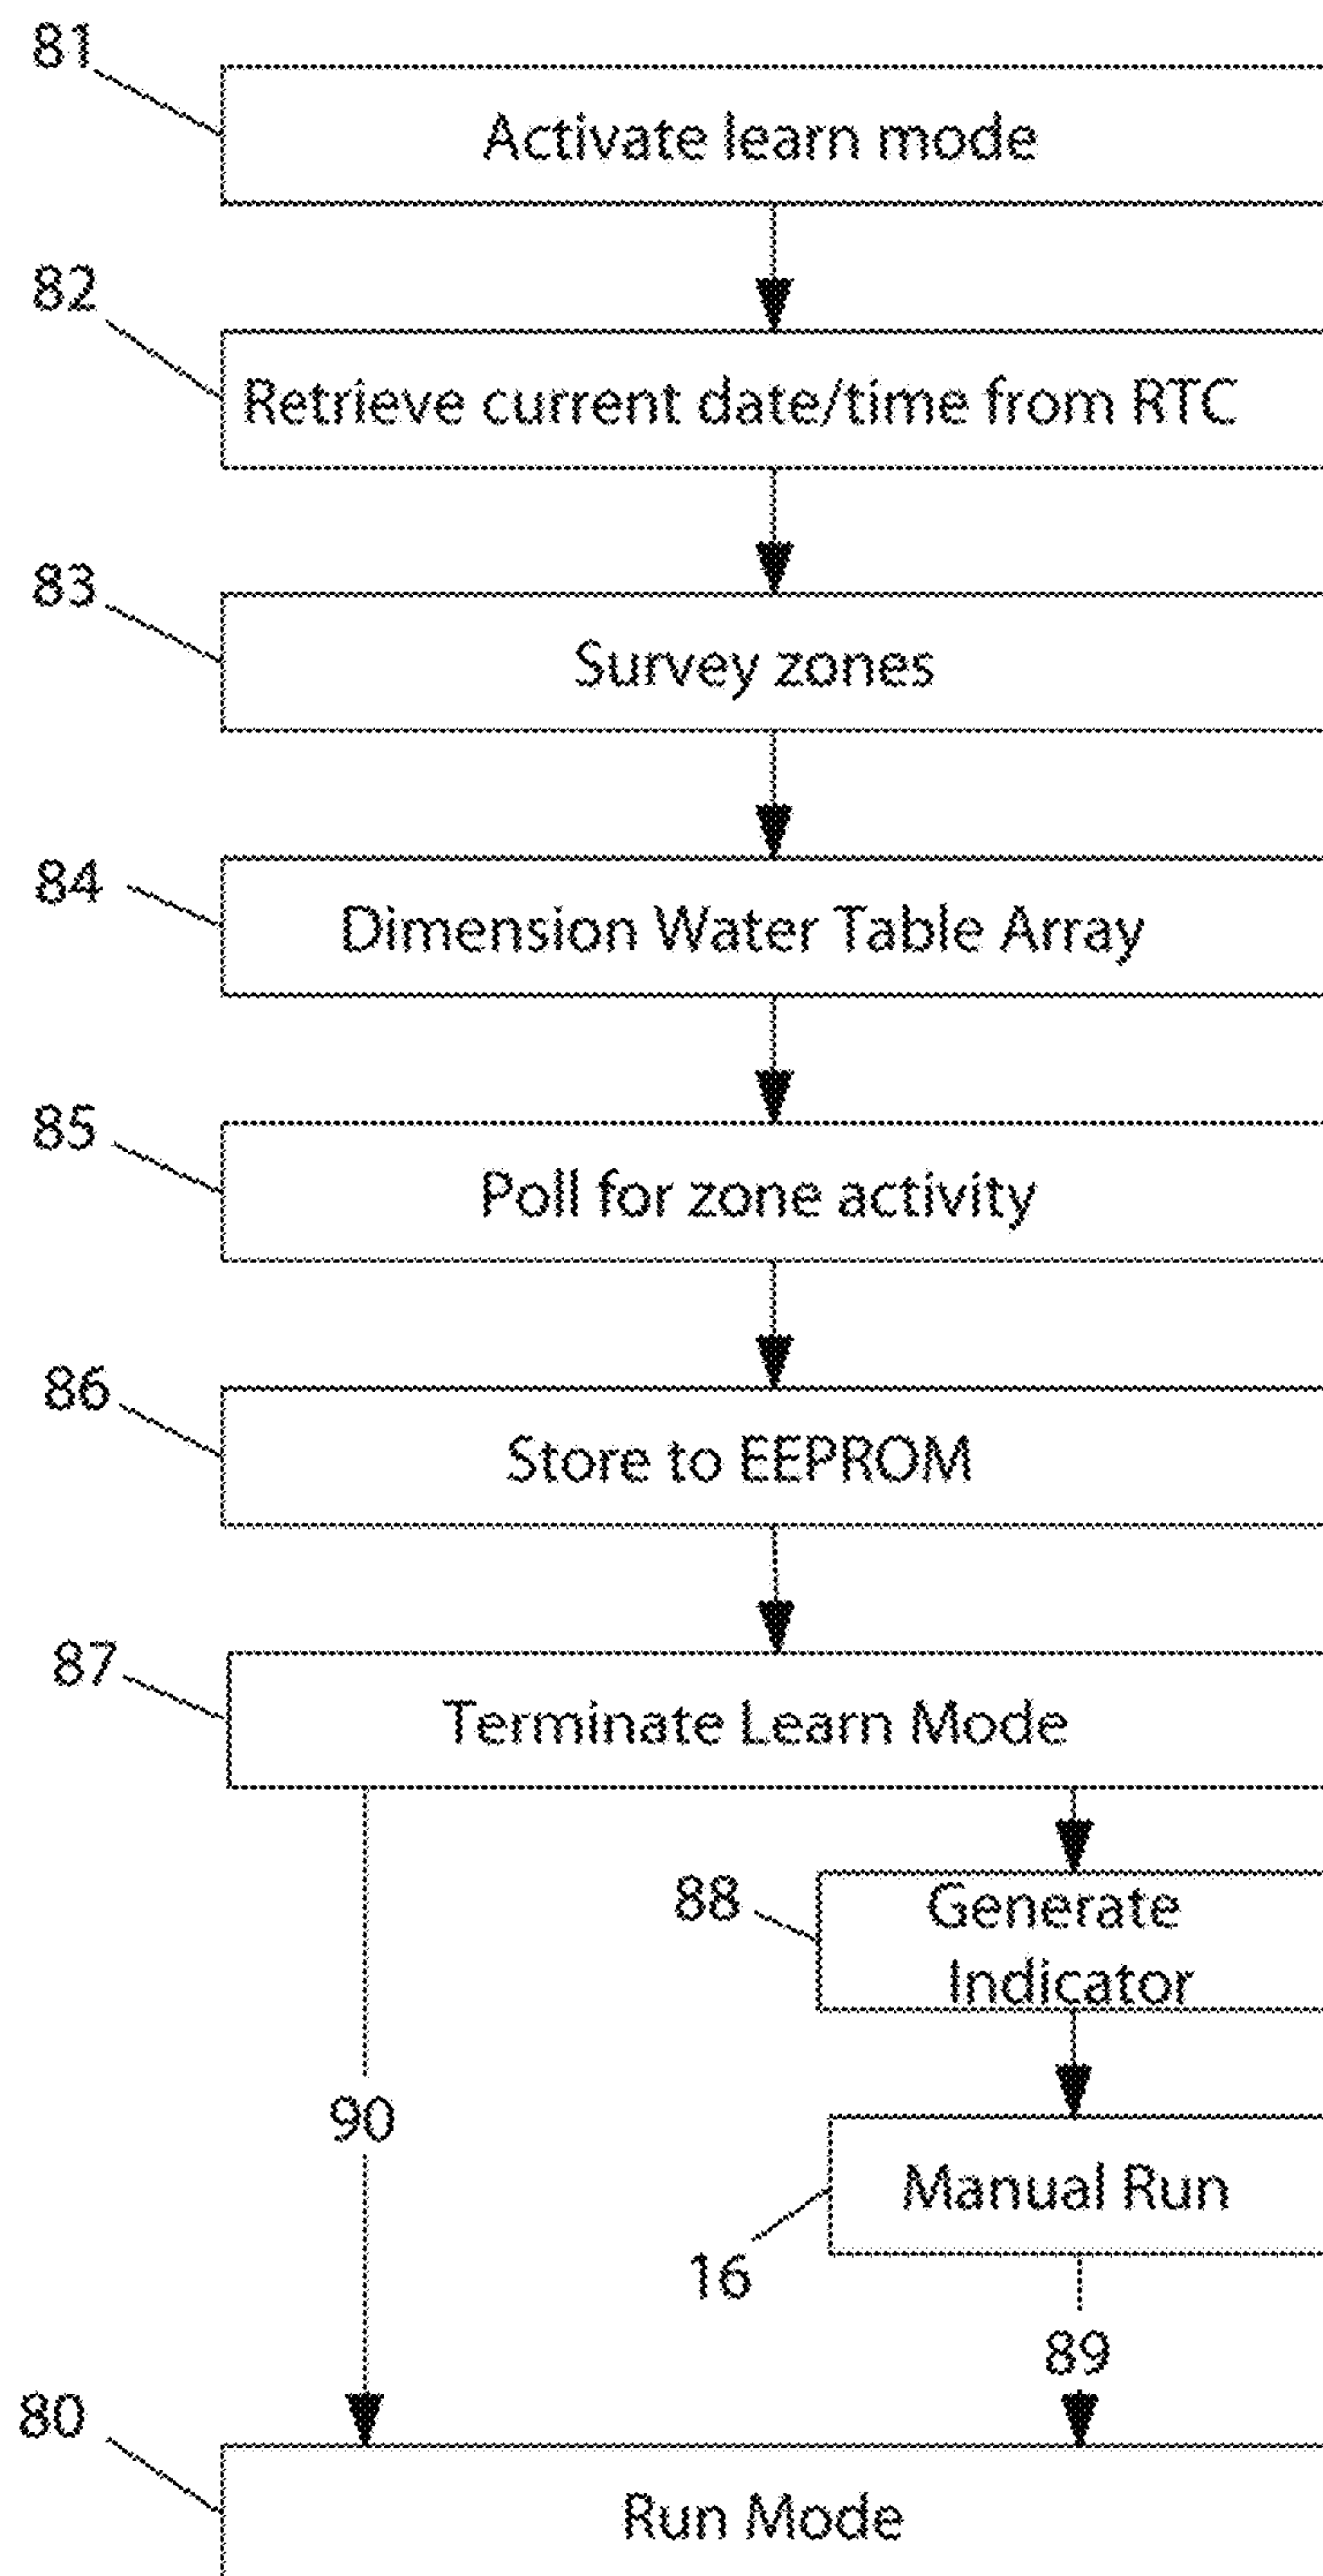 81
Activate learn mode
82
Retrieve current date/time from RTC
83
Survey zones
84
Dimension Water Table Array
85
Poll for zone activity
86
Store to EEPROM
87
Terminate Learn Mode
88
Generate
Indicator
90
Manual Run
16
89
80
Run Mode